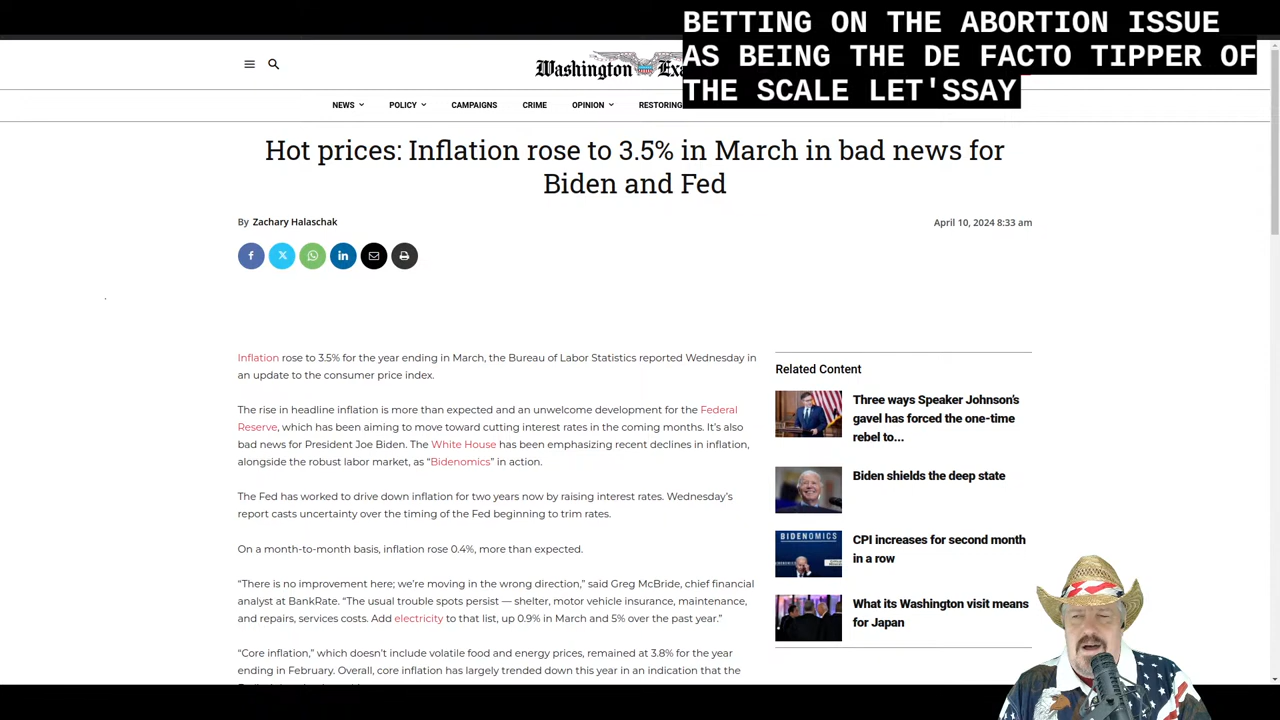 BETTING ON THE ABORTION ISSUE
AS BEING THE DE FACTO TIPPER OF
THE SCALE LET'SSAY
Washington Exa
NEWS
POLICY
CAMPAIGNS
CRIME
OPINION
RESTORING
Hot prices: Inflation rose to 3.5% in March in bad news for
Biden and Fed
By Zachary Halaschak
April 10, 2024 8:33 am
Inflation rose to 3.5% for the year ending in March, the Bureau of Labor Statistics reported Wednesday in
an update to the consumer price index.
The rise in headline inflation is more than expected and an unwelcome development for the Federal
Reserve, which has been aiming to move toward cutting interest rates in the coming months. It's also
bad news for President Joe Biden. The White House has been emphasizing recent declines in inflation,
alongside the robust labor market, as “Bidenomics” in action.
The Fed has worked to drive down inflation for two years now by raising interest rates. Wednesday's
report casts uncertainty over the timing of the Fed beginning to trim rates.
On a month-to-month basis, inflation rose 0.4%, more than expected.
“There is no improvement here; we're moving in the wrong direction,” said Greg McBride, chief financial
analyst at BankRate. “The usual trouble spots persist — shelter, motor vehicle insurance, maintenance,
and repairs, services costs. Add electricity to that list, up 0.9% in March and 5% over the past year.”
“Core inflation,” which doesn't include volatile food and energy prices, remained at 3.8% for the year
ending in February. Overall, core inflation has largely trended down this year in an indication that the
Related Content
Three ways Speaker Johnson's
gavel has forced the one-time
rebel to...
Biden shields the deep state
BIDENOMICS
CPI increases for second month
in a row
What its Washington visit means
for Japan